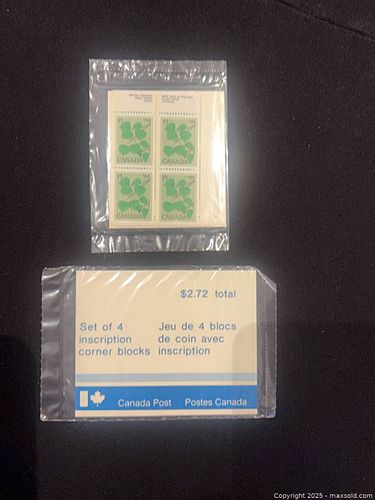 CANADA CANADA
CANADA CANADA
$2.72 total
Set of 4 Jeu de 4 blocs
inscription de coin avec
corner blocks inscription
Canada Post Postes Canada
Copyright © 2025 - maxsold.com